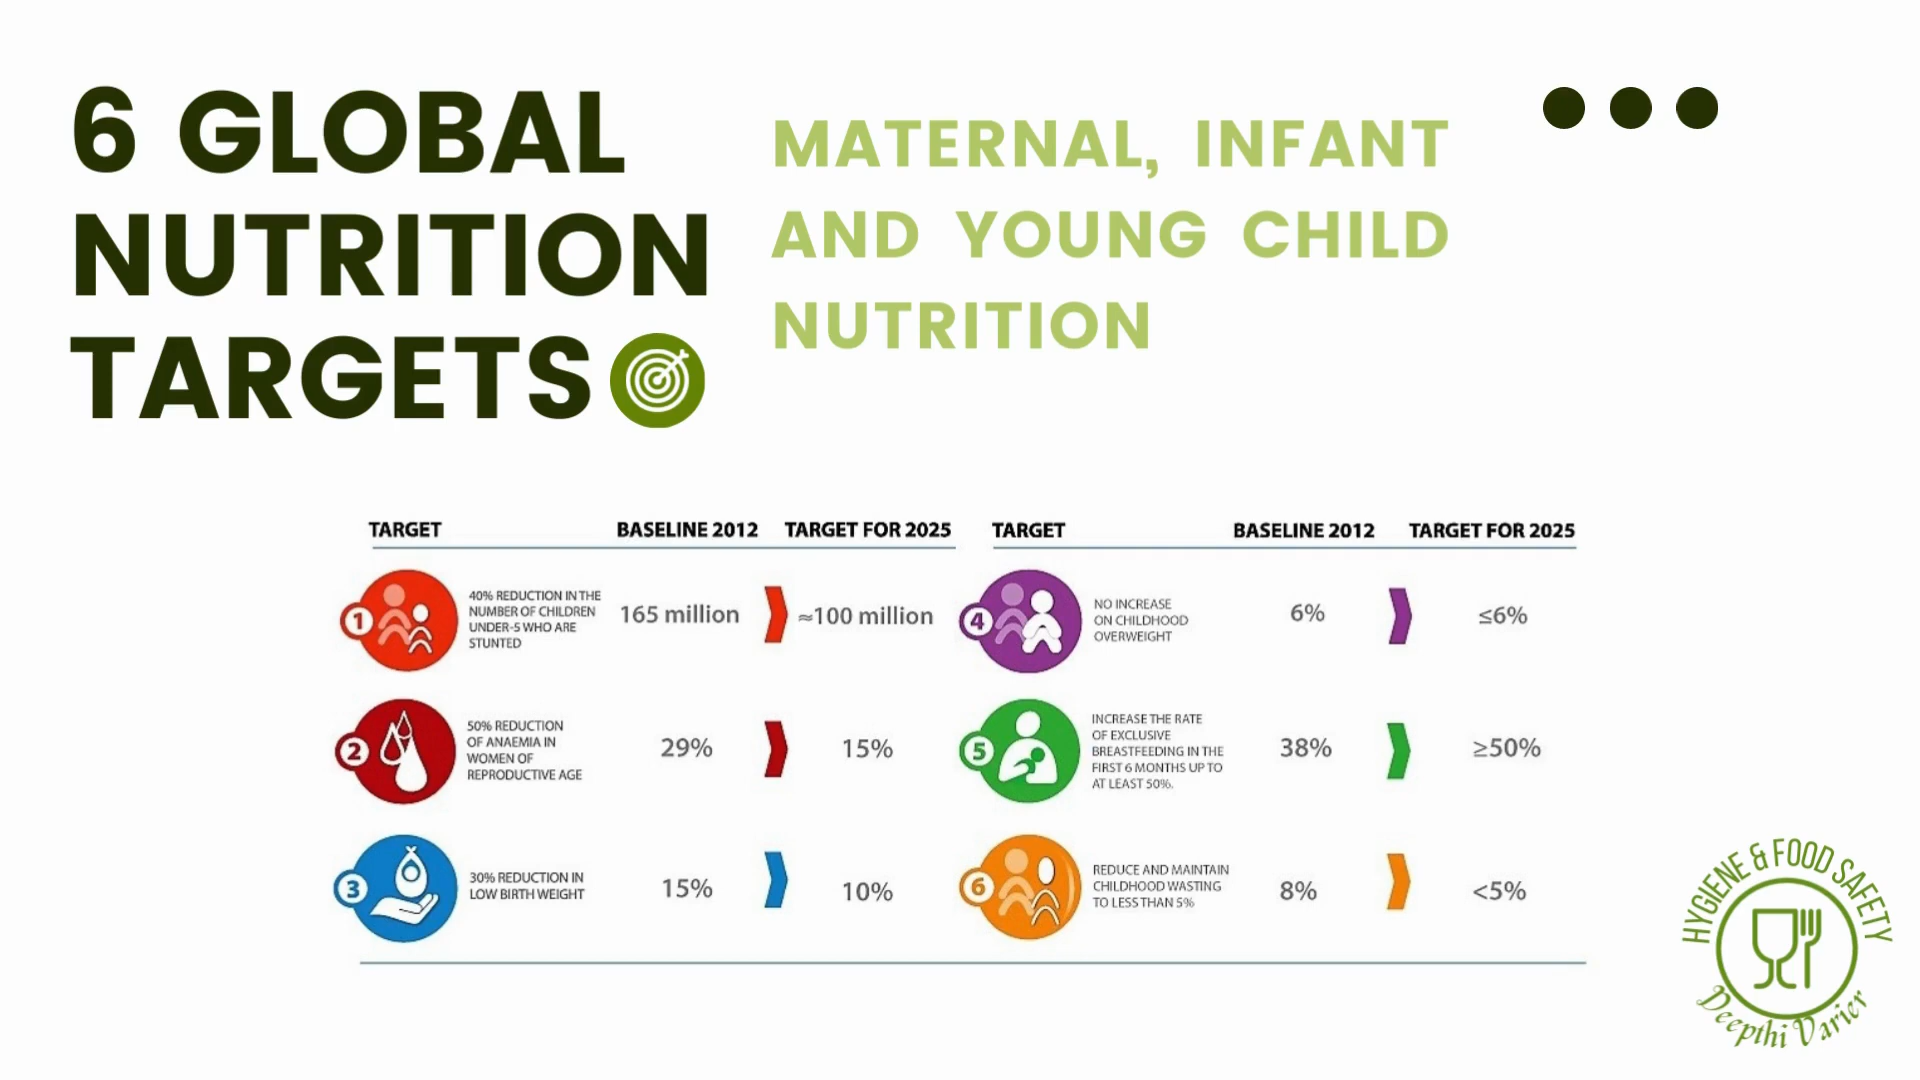 6 GLOBAL
NUTRITION
TARGETS
MATERNAL, INFANT
AND YOUNG CHILD
NUTRITION
TARGET BASELINE 2012 TARGET FOR 2025
1
40% REDUCTION IN THE
NUMBER OF CHILDREN
UNDER-5 WHO ARE
STUNTED
165 million ≈100 million
2
50% REDUCTION
OF ANAEMIA IN
WOMEN OF
REPRODUCTIVE AGE
29% 15%
3
30% REDUCTION IN
LOW BIRTH WEIGHT
15% 10%
TARGET BASELINE 2012 TARGET FOR 2025
4
NO INCREASE
ON CHILDHOOD
OVERWEIGHT
6% ≤6%
5
INCREASE THE RATE
OF EXCLUSIVE
BREASTFEEDING IN THE
FIRST 6 MONTHS UP TO
AT LEAST 50%.
38% ≥50%
6
REDUCE AND MAINTAIN
CHILDHOOD WASTING
TO LESS THAN 5%
8% <5%
HYGIENE & FOOD SAFETY
Deepthi Varier